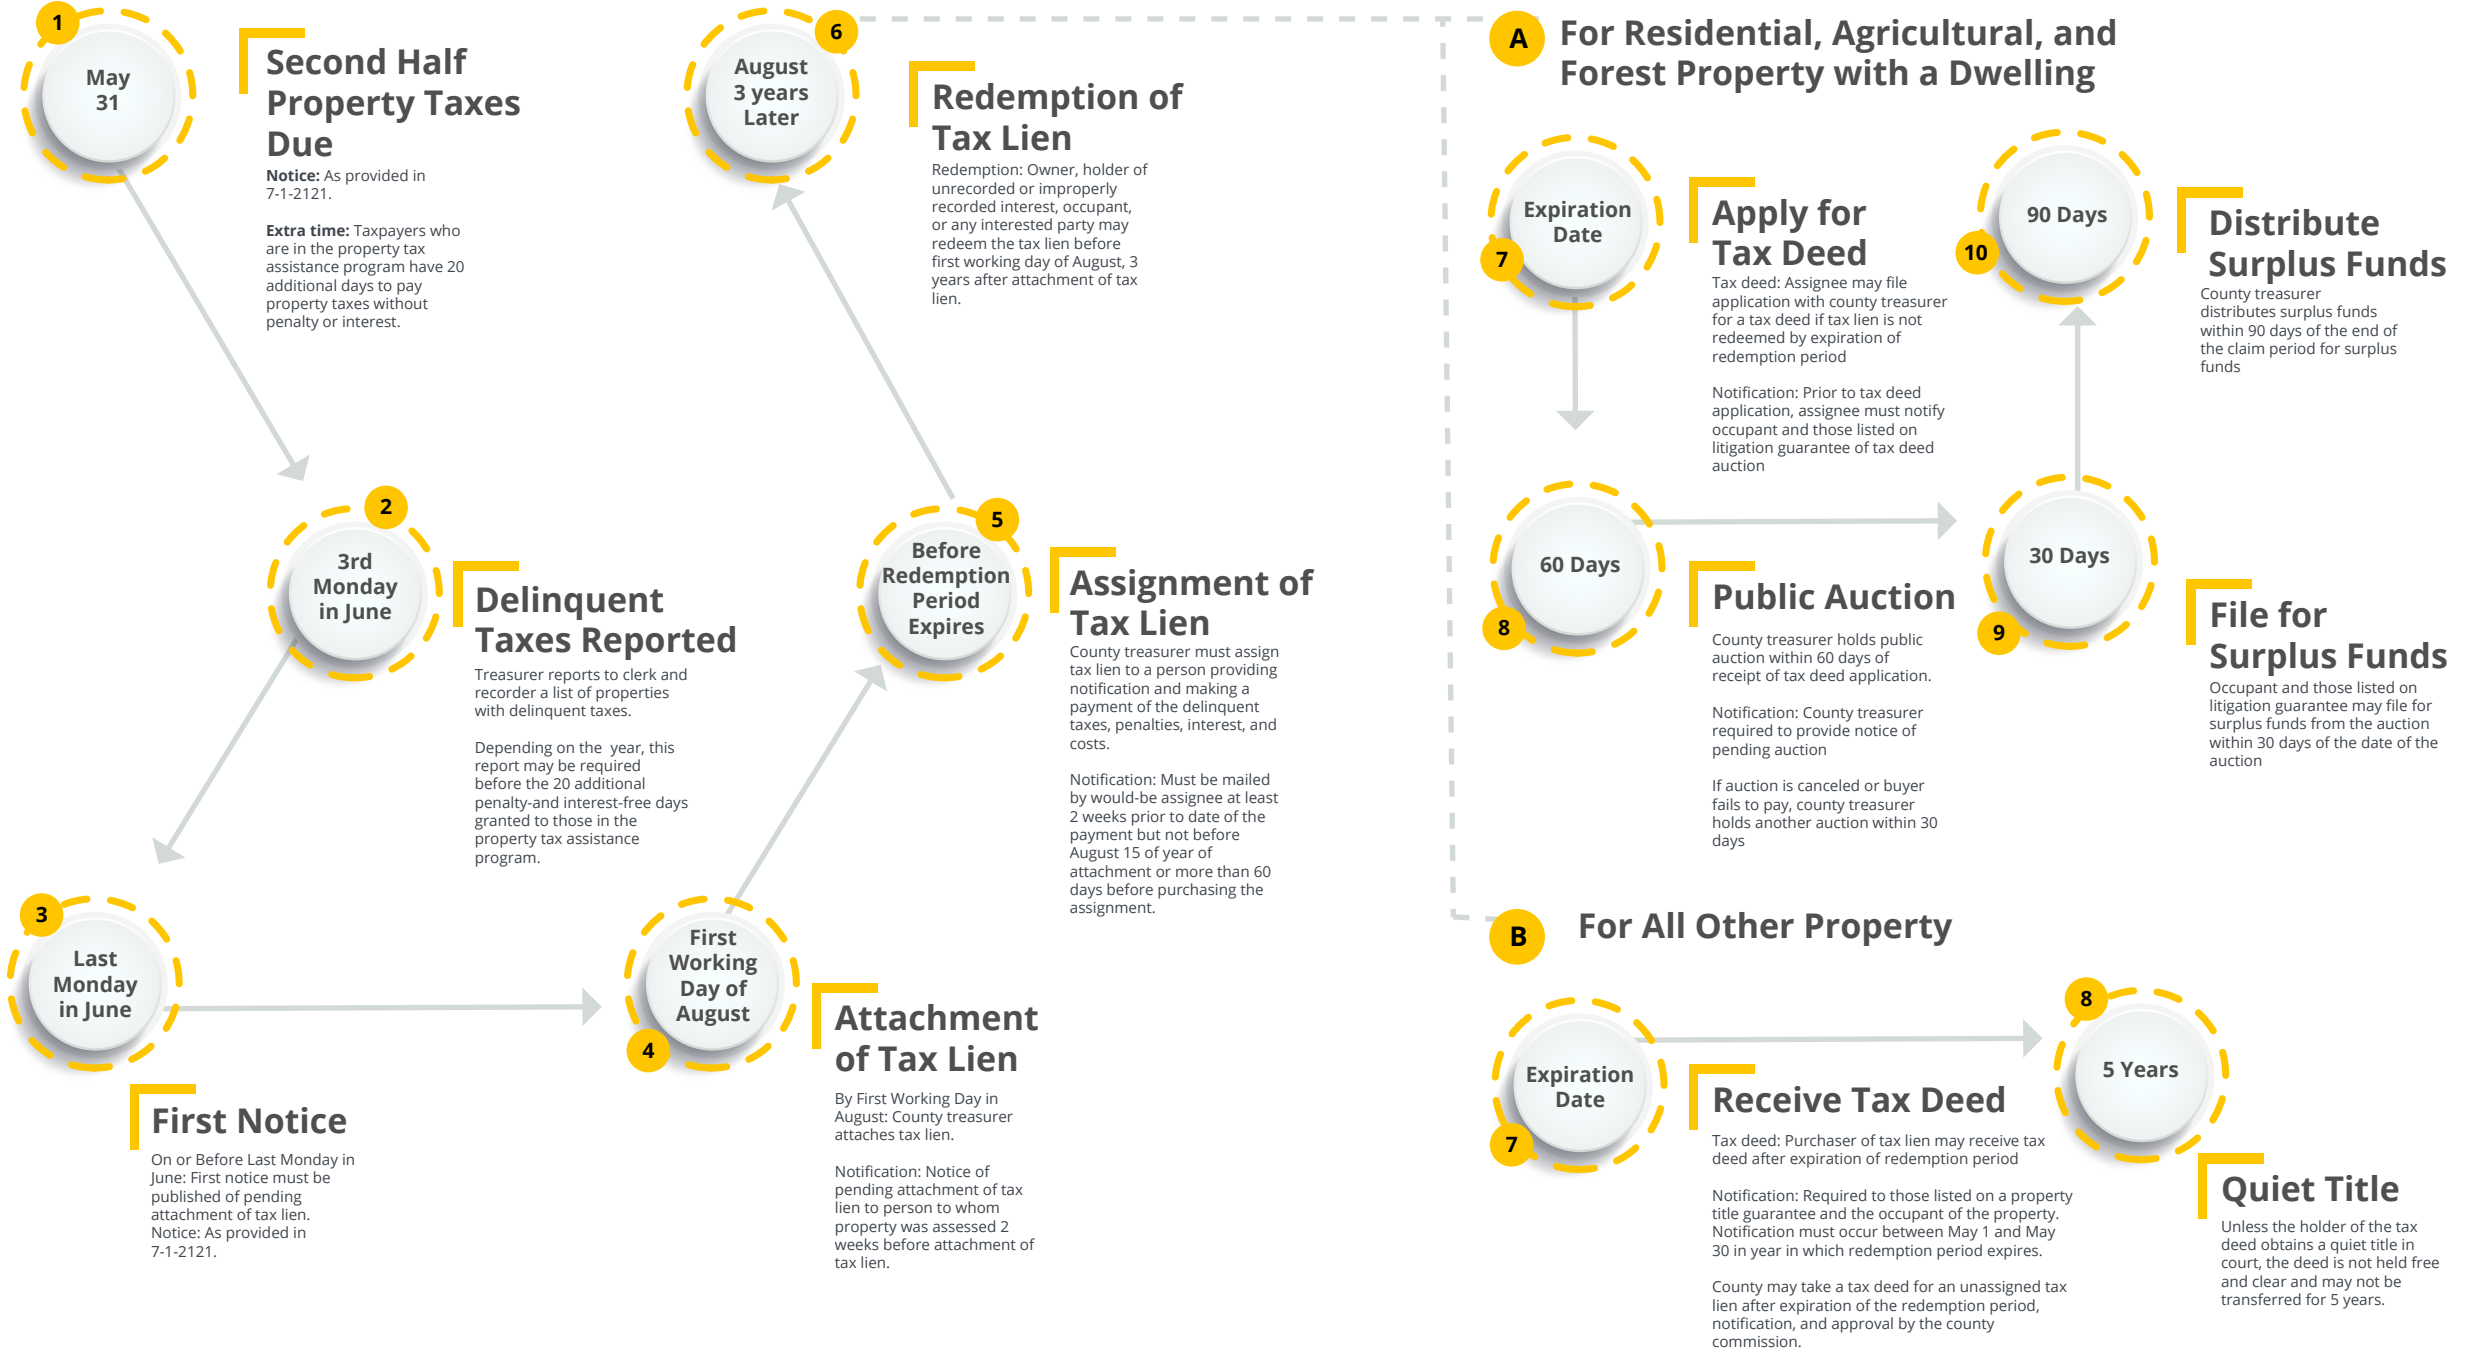 1
May
31
Second Half
Property Taxes
Due
Notice: As provided in
7-1-2121.
Extra time: Taxpayers who
are in the property tax
assistance program have 20
additional days to pay
property taxes without
penalty or interest.
2
3rd
Monday
in June
Delinquent
Taxes Reported
Treasurer reports to clerk and
recorder a list of properties
with delinquent taxes.
Depending on the year, this
report may be required
before the 20 additional
penalty-and interest-free days
granted to those in the
property tax assistance
program.
3
Last
Monday
in June
First Notice
On or Before Last Monday in
June: First notice must be
published of pending
attachment of tax lien.
Notice: As provided in
7-1-2121.
First
Working
Day of
August
4
Attachment
of Tax Lien
By First Working Day in
August: County treasurer
attaches tax lien.
Notification: Notice of
pending attachment of tax
lien to person to whom
property was assessed 2
weeks before attachment of
tax lien.
5
Before
Redemption
Period
Expires
Assignment of
Tax Lien
County treasurer must assign
tax lien to a person providing
notification and making a
payment of the delinquent
taxes, penalties, interest, and
costs.
Notification: Must be mailed
by would-be assignee at least
2 weeks prior to date of the
payment but not before
August 15 of year of
attachment or more than 60
days before purchasing the
assignment.
6
August
3 years
Later
Redemption of
Tax Lien
Redemption: Owner, holder of
unrecorded or improperly
recorded interest, occupant,
or any interested party may
redeem the tax lien before
first working day of August, 3
years after attachment of tax
lien.
A
For Residential, Agricultural, and
Forest Property with a Dwelling
Expiration
Date
7
Apply for
Tax Deed
Tax deed: Assignee may file
application with county treasurer
for a tax deed if tax lien is not
redeemed by expiration of
redemption period
Notification: Prior to tax deed
application, assignee must notify
occupant and those listed on
litigation guarantee of tax deed
auction
60 Days
8
Public Auction
County treasurer holds public
auction within 60 days of
receipt of tax deed application.
Notification: County treasurer
required to provide notice of
pending auction
If auction is canceled or buyer
fails to pay, county treasurer
holds another auction within 30
days
30 Days
9
File for
Surplus Funds
Occupant and those listed on
litigation guarantee may file for
surplus funds from the auction
within 30 days of the date of the
auction
90 Days
10
Distribute
Surplus Funds
County treasurer
distributes surplus funds
within 90 days of the end of
the claim period for surplus
funds
B
For All Other Property
Expiration
Date
7
Receive Tax Deed
Tax deed: Purchaser of tax lien may receive tax
deed after expiration of redemption period
Notification: Required to those listed on a property
title guarantee and the occupant of the property.
Notification must occur between May 1 and May
30 in year in which redemption period expires.
County may take a tax deed for an unassigned tax
lien after expiration of the redemption period,
notification, and approval by the county
commission.
8
5 Years
Quiet Title
Unless the holder of the tax
deed obtains a quiet title in
court, the deed is not held free
and clear and may not be
transferred for 5 years.